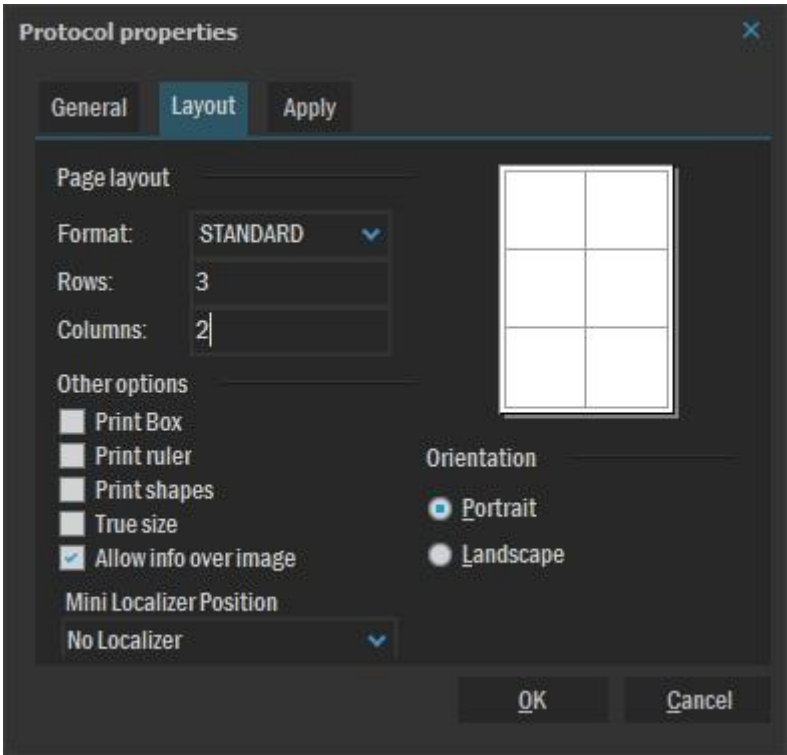 Protocol properties
General Layout Apply
Page layout
Format: STANDARD
Rows: 3
Columns: 2
Other options
Print Box
Print ruler
Print shapes
True size
Allow info over image
Mini Localizer Position
No Localizer
Orientation
Portrait
Landscape
OK Cancel